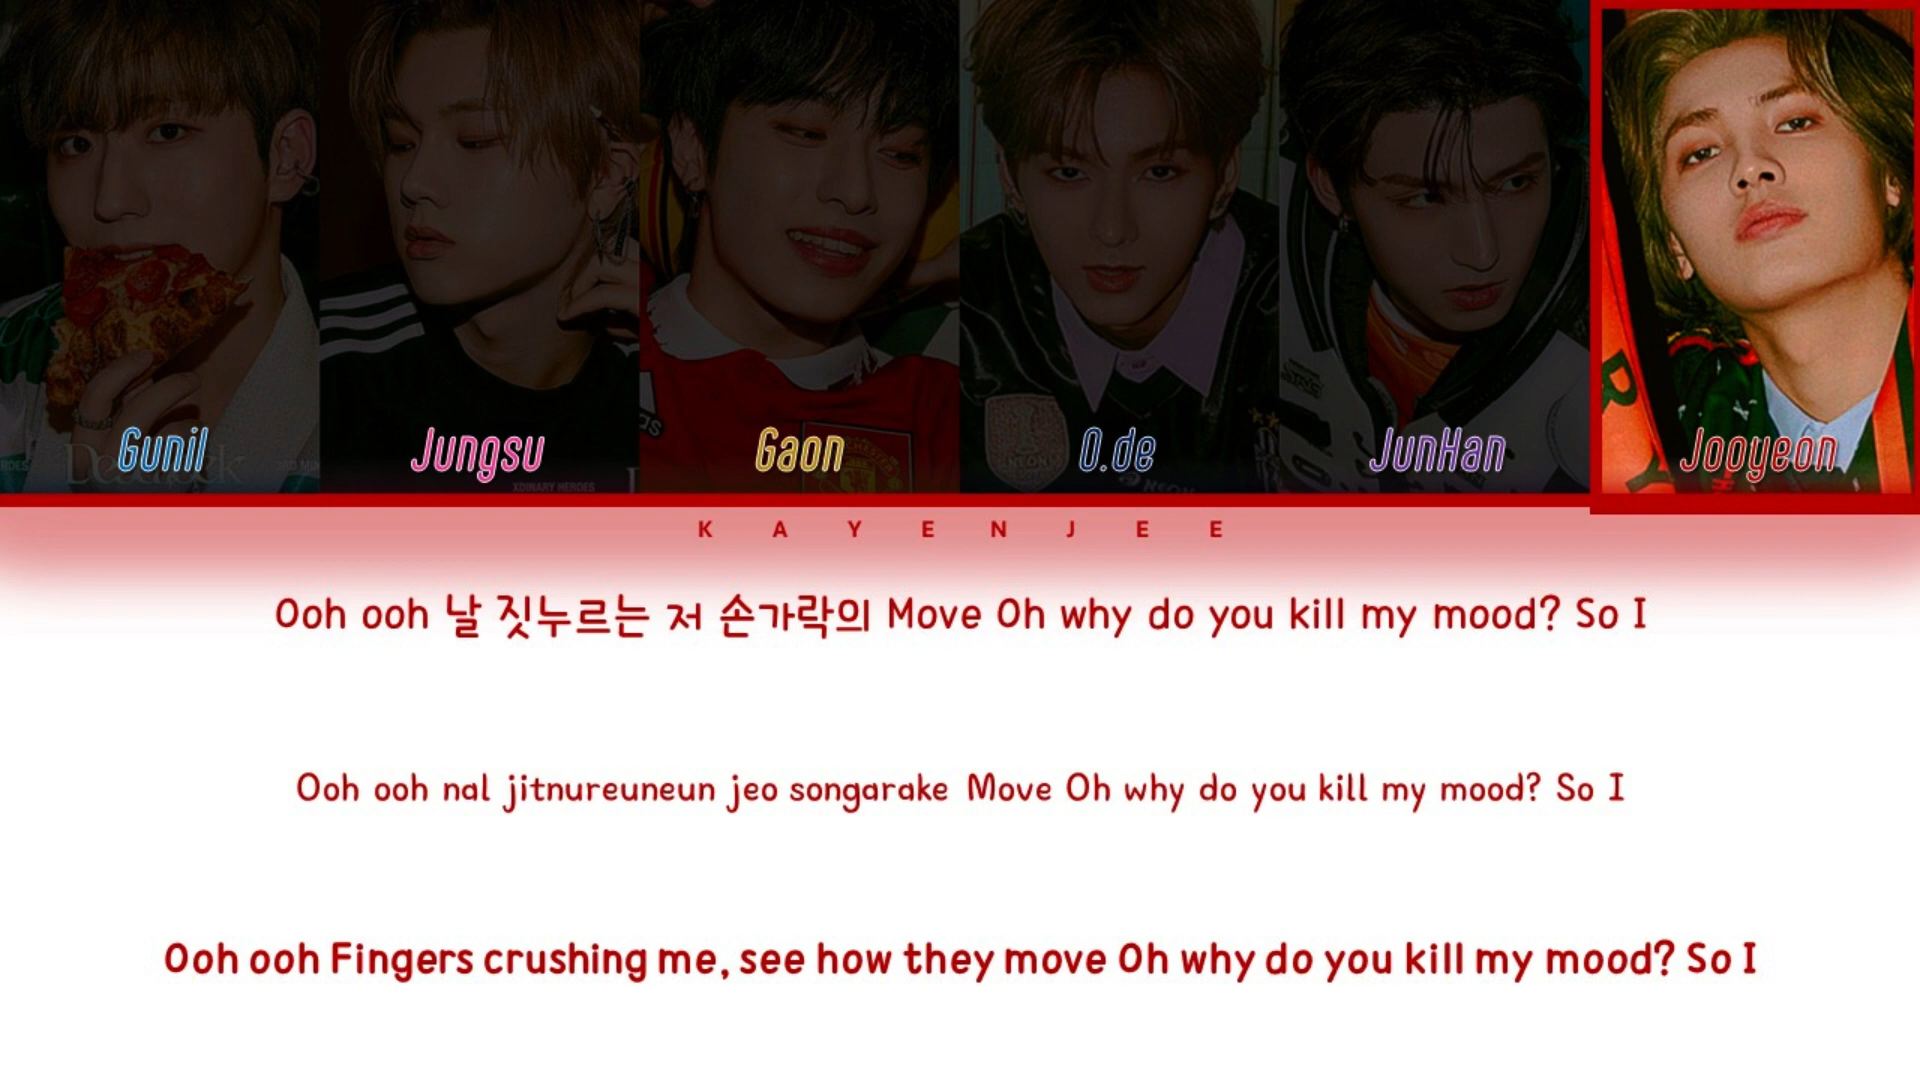 Gunil
Jungsu
Gaon
O.de
JunHan
Jooyeon
XDINARY HEROES
KAYENJEE
Ooh ooh 날 짓누르는 저 손가락의 Move Oh why do you kill my mood? So I
Ooh ooh nal jitnureuneun jeo songarake Move Oh why do you kill my mood? So I
Ooh ooh Fingers crushing me, see how they move Oh why do you kill my mood? So I